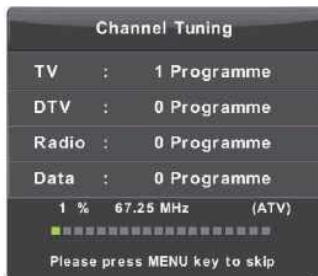 Channel Tuning
TV : 1 Programme
DTV : 0 Programme
Radio : 0 Programme
Data : 0 Programme
1 % 67.25 MHz (ATV)
Please press MENU key to skip